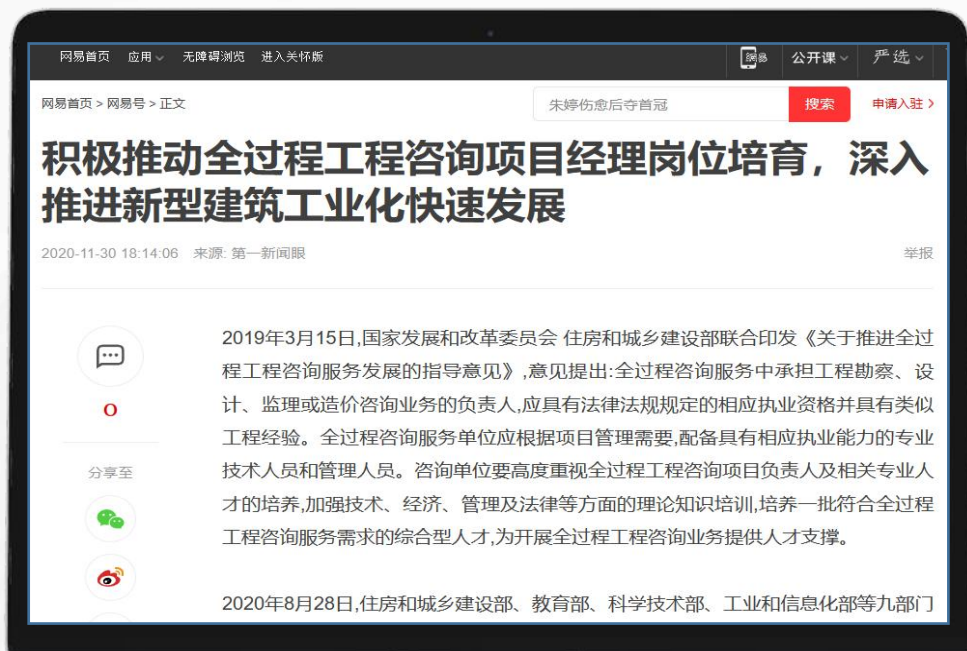 网易首页 应用 无障碍浏览 进入关怀版 網易 公开课 严选
网易首页 > 网易号 > 正文 朱婷伤愈后夺首冠 搜索 申请入驻 >
积极推动全过程工程咨询项目经理岗位培育，深入
推进新型建筑工业化快速发展
2020-11-30 18:14:06 来源: 第一新闻眼 举报
0
分享至
2019年3月15日,国家发展和改革委员会 住房和城乡建设部联合印发《关于推进全过
程工程咨询服务发展的指导意见》,意见提出:全过程咨询服务中承担工程勘察、设
计、监理或造价咨询业务的负责人,应具有法律法规规定的相应执业资格并具有类似
工程经验。全过程咨询服务单位应根据项目管理需要,配备具有相应执业能力的专业
技术人员和管理人员。咨询单位要高度重视全过程工程咨询项目负责人及相关专业人
才的培养,加强技术、经济、管理及法律等方面的理论知识培训,培养一批符合全过程
工程咨询服务需求的综合型人才,为开展全过程工程咨询业务提供人才支撑。
2020年8月28日,住房和城乡建设部、教育部、科学技术部、工业和信息化部等九部门